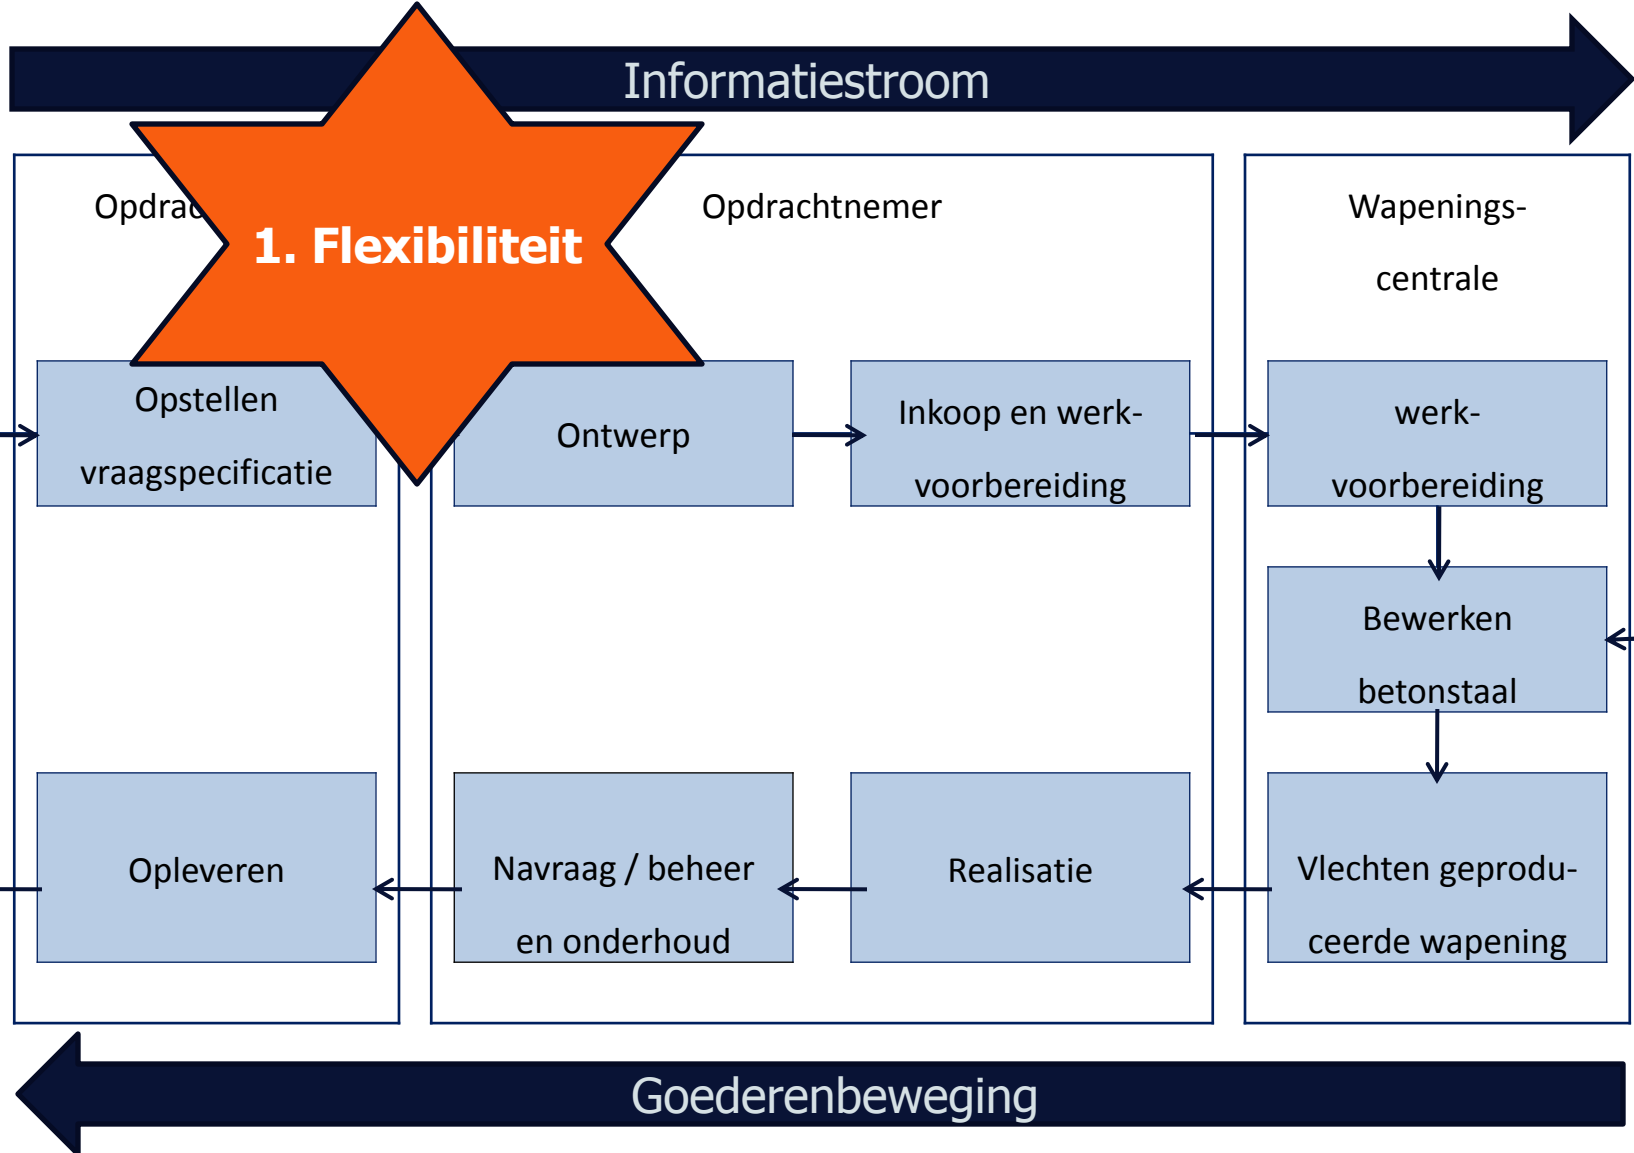 Informatiestroom
1. Flexibiliteit
Opdrachtnemer
Wapenings-
centrale
Opstellen
vraagspecificatie
Ontwerp
Inkoop en werk-
voorbereiding
werk-
voorbereiding
Bewerken
betonstaal
Opleveren
Navraag / beheer
en onderhoud
Realisatie
Vlechten geprodu-
ceerde wapening
Goederenbeweging